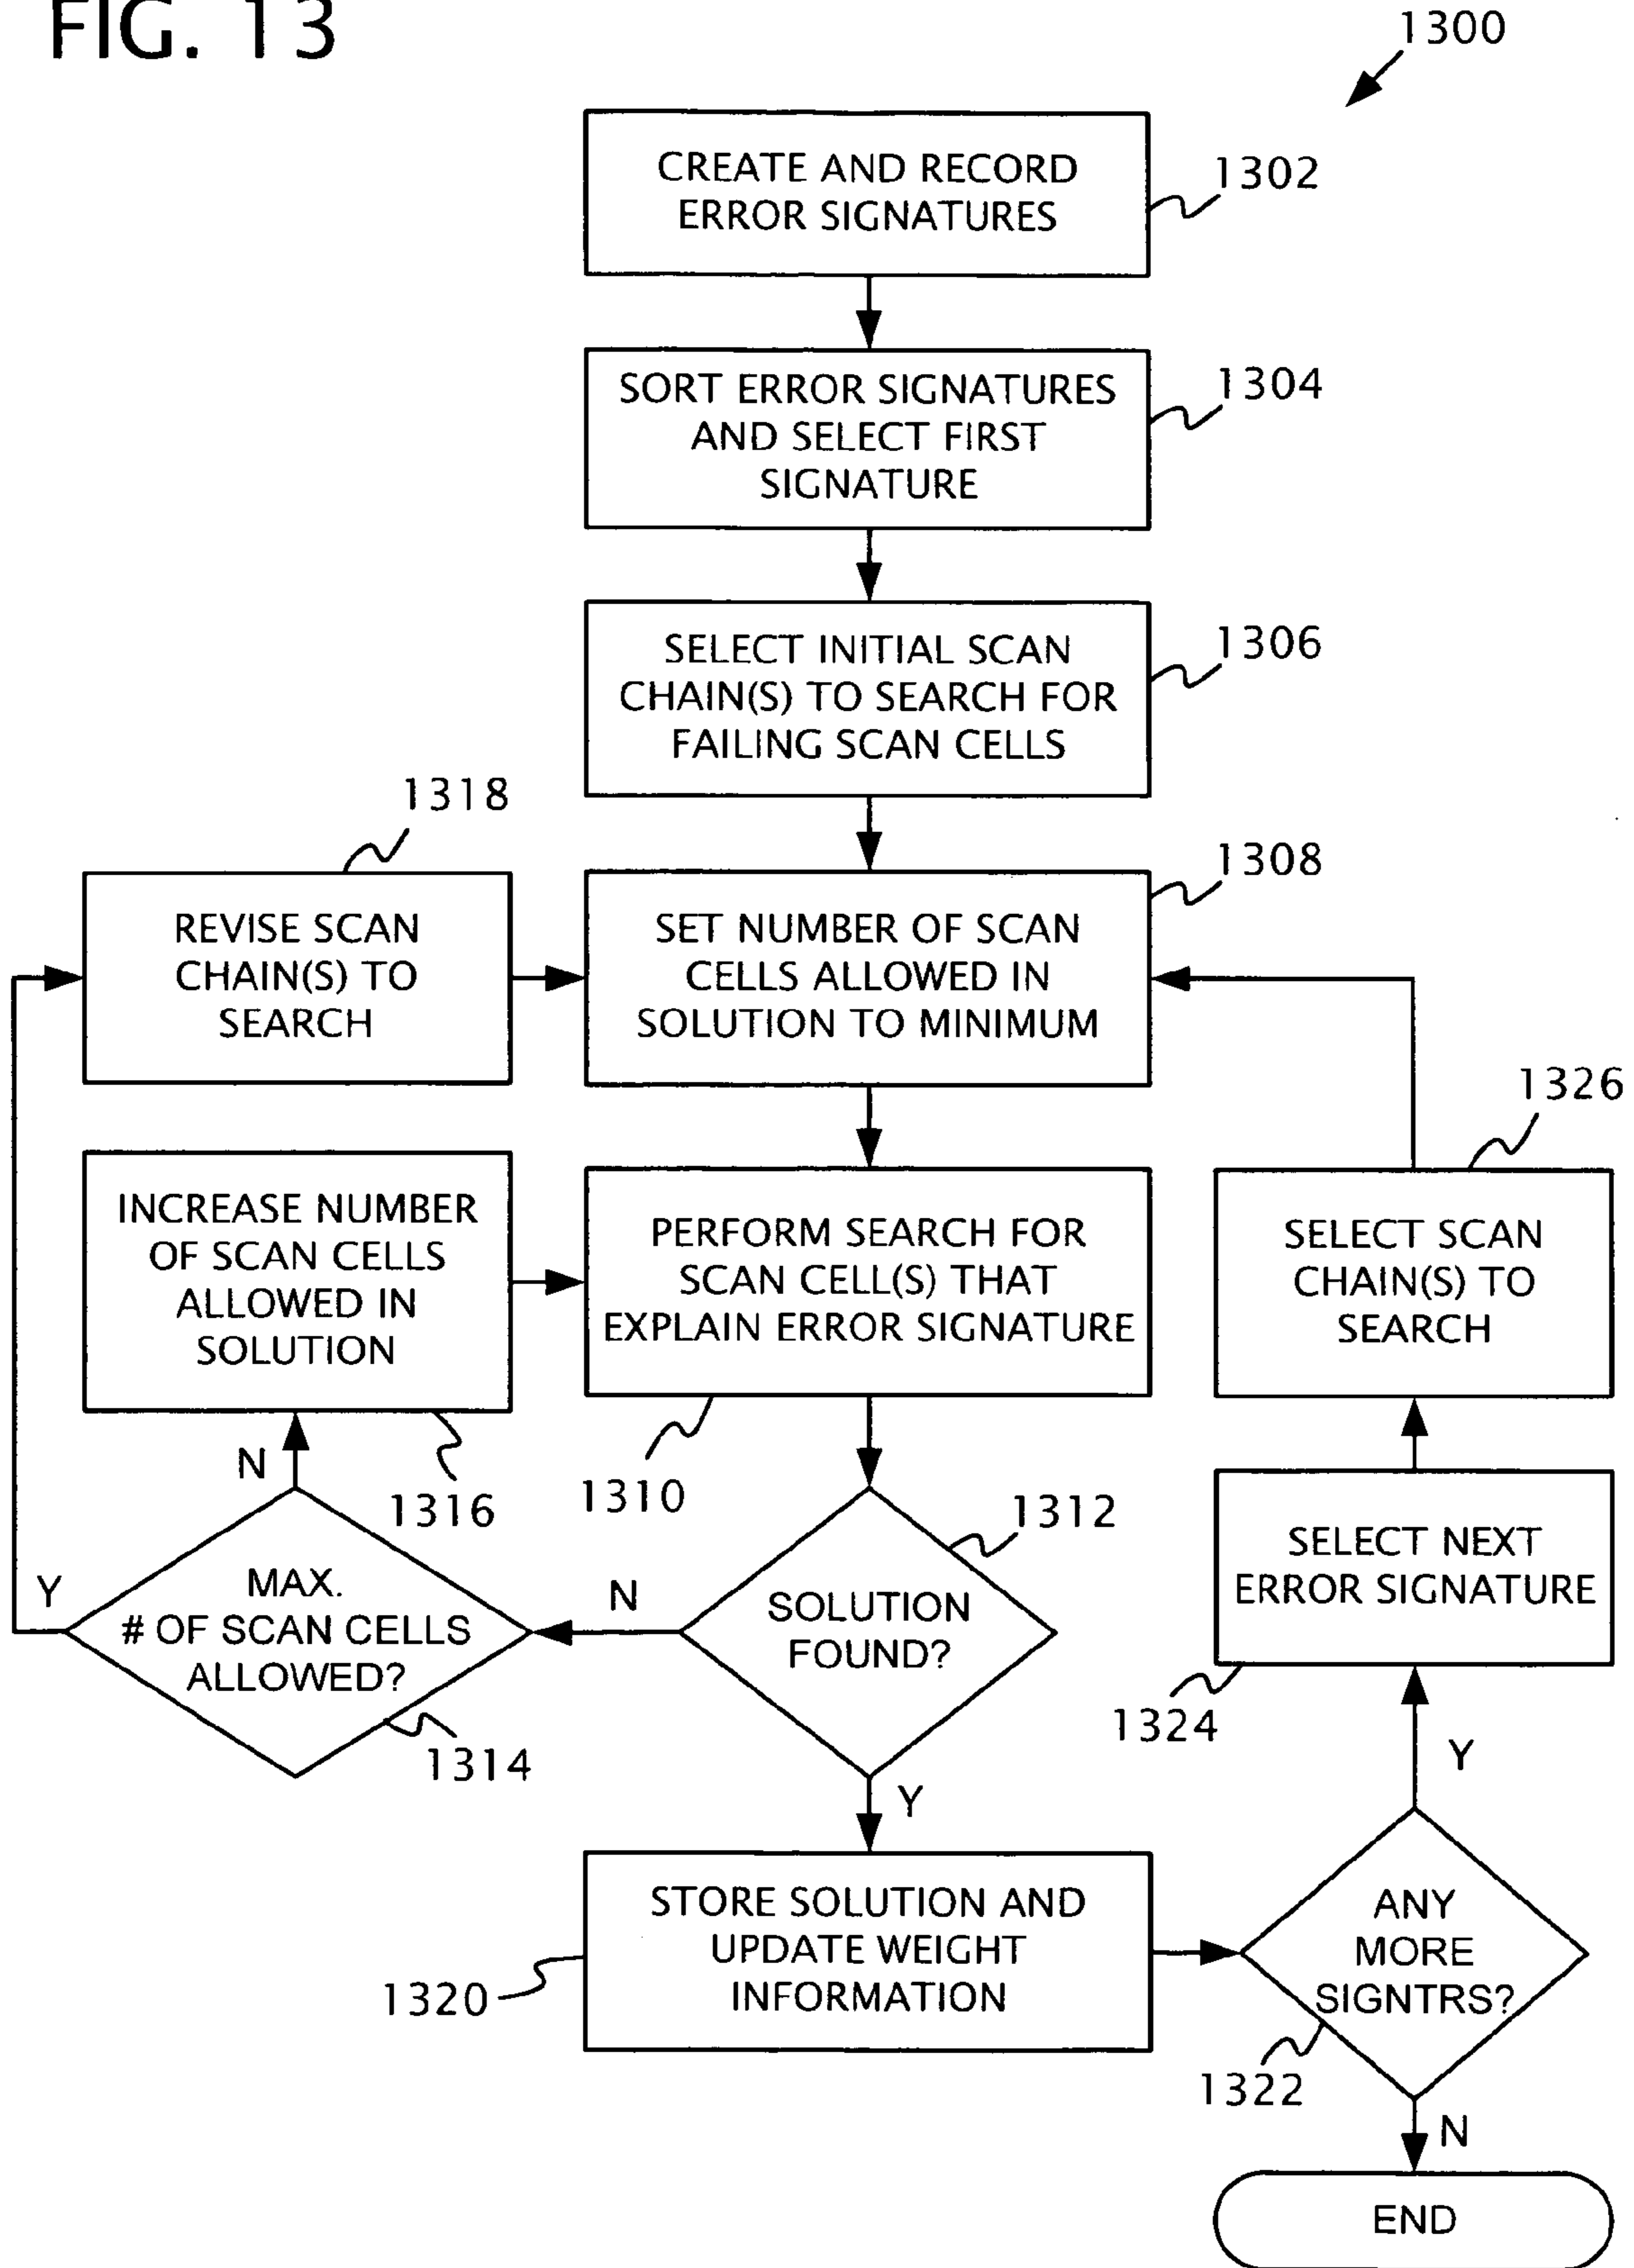 FIG. 13
1300
CREATE AND RECORD
ERROR SIGNATURES
1302
SORT ERROR SIGNATURES
AND SELECT FIRST
SIGNATURE
1304
SELECT INITIAL SCAN
CHAIN(S) TO SEARCH FOR
FAILING SCAN CELLS
1306
1318
REVISE SCAN
CHAIN(S) TO
SEARCH
SET NUMBER OF SCAN
CELLS ALLOWED IN
SOLUTION TO MINIMUM
1308
INCREASE NUMBER
OF SCAN CELLS
ALLOWED IN
SOLUTION
1316
PERFORM SEARCH FOR
SCAN CELL(S) THAT
EXPLAIN ERROR SIGNATURE
1310
1326
SELECT SCAN
CHAIN(S) TO
SEARCH
N
Y
MAX.
# OF SCAN CELLS
ALLOWED?
1314
N
SOLUTION
FOUND?
1312
Y
SELECT NEXT
ERROR SIGNATURE
1324
Y
STORE SOLUTION AND
UPDATE WEIGHT
INFORMATION
1320
ANY
MORE
SIGNTRS?
1322
N
END